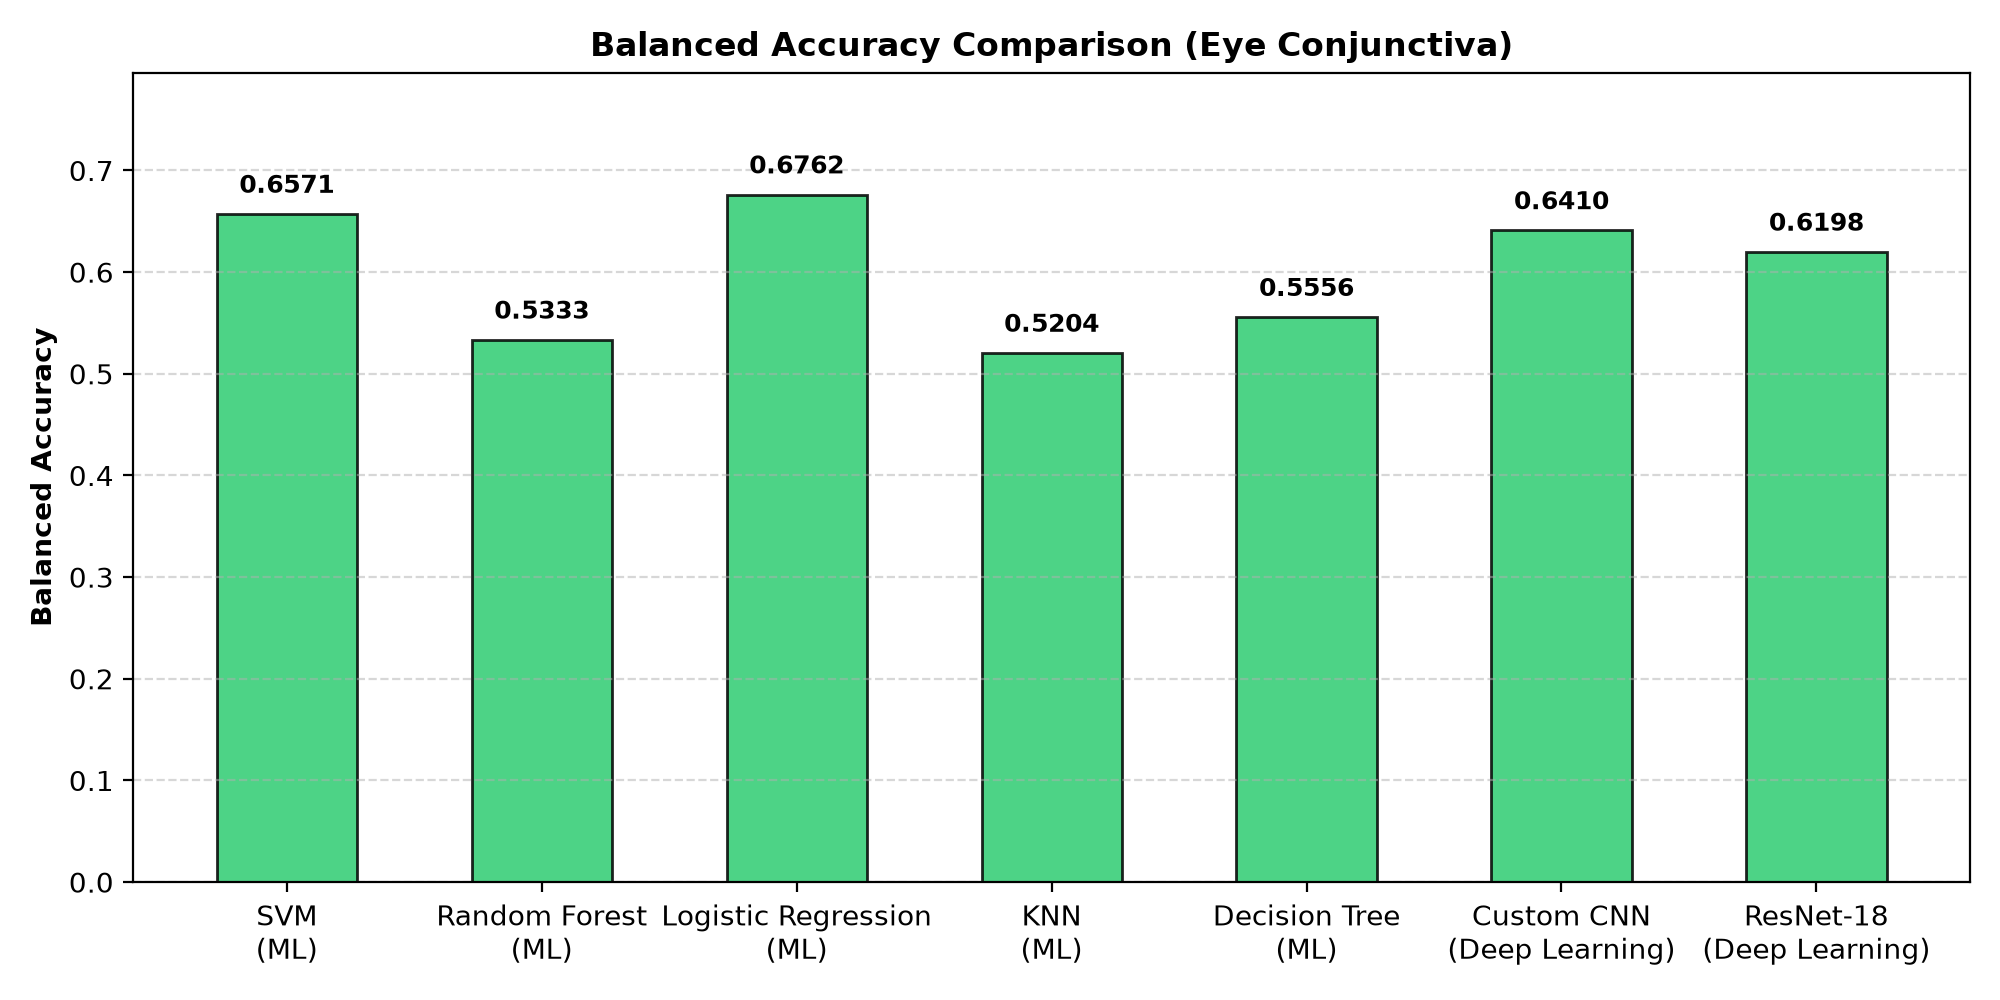 Balanced Accuracy Comparison (Eye Conjunctiva)
Balanced Accuracy
0.7
0.6
0.5
0.4
0.3
0.2
0.1
0.0
0.6571
0.5333
0.6762
0.5204
0.5556
0.6410
0.6198
SVM
(ML)
Random Forest
(ML)
Logistic Regression
(ML)
KNN
(ML)
Decision Tree
(ML)
Custom CNN
(Deep Learning)
ResNet-18
(Deep Learning)